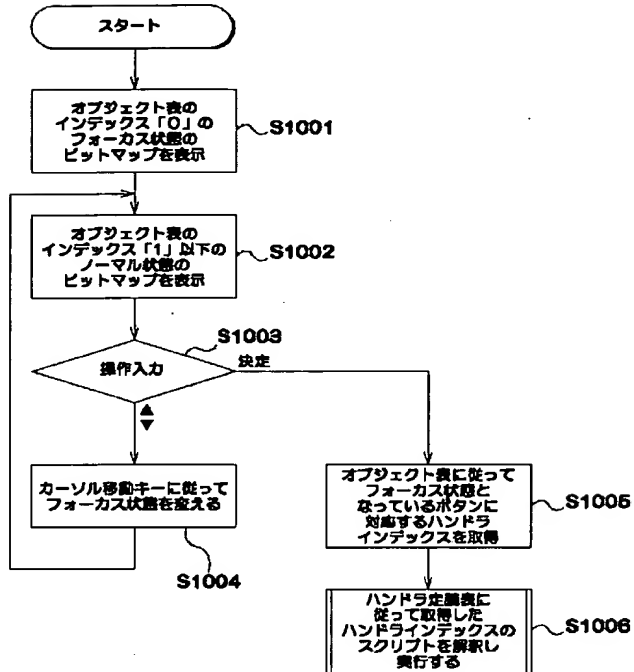 スタート
オブジェクト表の
インデックス「0」の
フォーカス状態の
ビットマップを表示
S1001
オブジェクト表の
インデックス「1」以下の
ノーマル状態の
ビットマップを表示
S1002
S1003
操作入力
決定
▲
▼
カーソル移動キーに従って
フォーカス状態を変える
S1004
オブジェクト表に従って
フォーカス状態と
なっているボタンに
対応するハンドラ
インデックスを取得
S1005
ハンドラ定義表に
従って取得した
ハンドラインデックスの
スクリプトを解釈し
実行する
S1006